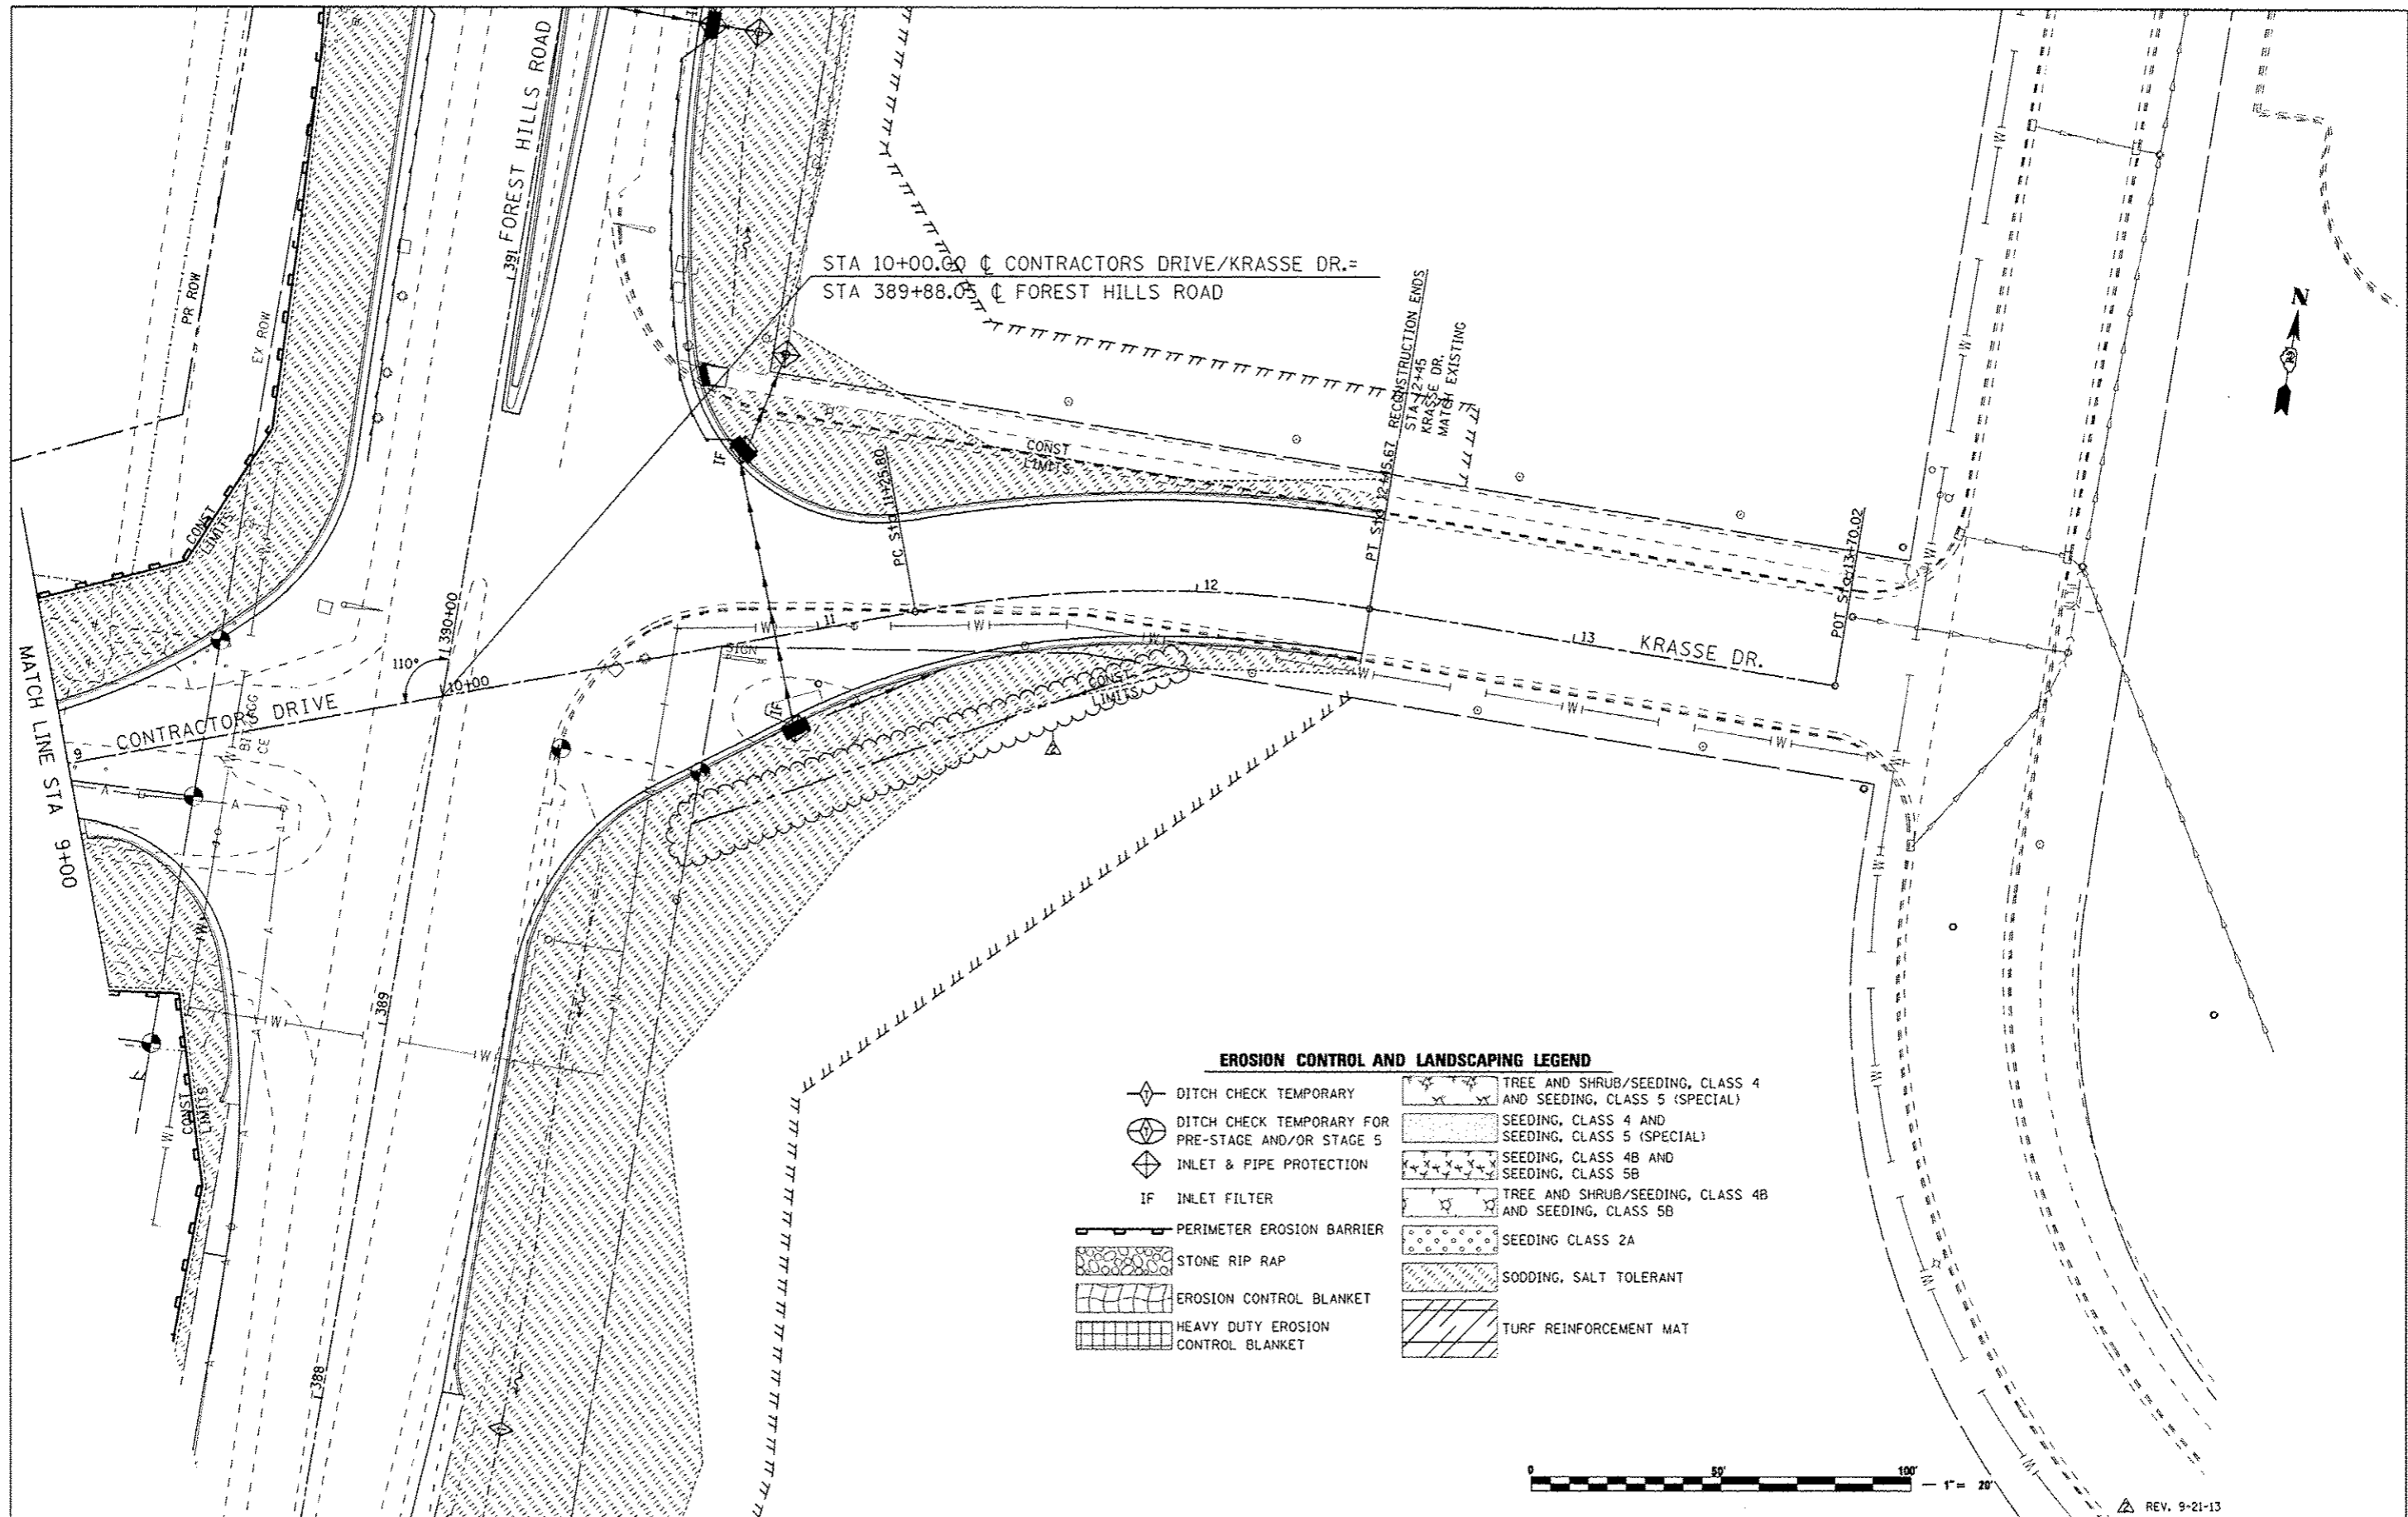 FOREST HILLS ROAD
391
PR ROW
EX ROW
STA 10+00.00 ℄ CONTRACTORS DRIVE/KRASSE DR.=
STA 389+88.05 ℄ FOREST HILLS ROAD
RECONSTRUCTION ENDS
STA 12+45
KRASSE DR.
MATCH EXISTING
N
IF
CONST
LIMITS
PC Sta 11+25.80
PT Sta 12+45.67
POT Sta 13+70.02
CONST
LIMITS
390+00
110°
10+00
11
12
13
KRASSE DR.
SIGN
IF
CONST
LIMITS
2
MATCH LINE STA 9+00
9
CONTRACTORS DRIVE
CE
W
W
W
W
W
W
W
A
A
A
389
388
CONST
LIMITS
EROSION CONTROL AND LANDSCAPING LEGEND
DITCH CHECK TEMPORARY
DITCH CHECK TEMPORARY FOR
PRE-STAGE AND/OR STAGE 5
INLET & PIPE PROTECTION
IF INLET FILTER
PERIMETER EROSION BARRIER
STONE RIP RAP
EROSION CONTROL BLANKET
HEAVY DUTY EROSION
CONTROL BLANKET
TREE AND SHRUB/SEEDING, CLASS 4
AND SEEDING, CLASS 5 (SPECIAL)
SEEDING, CLASS 4 AND
SEEDING, CLASS 5 (SPECIAL)
SEEDING, CLASS 4B AND
SEEDING, CLASS 5B
TREE AND SHRUB/SEEDING, CLASS 4B
AND SEEDING, CLASS 5B
SEEDING CLASS 2A
SODDING, SALT TOLERANT
TURF REINFORCEMENT MAT
0 50' 100'
1"= 20'
2 REV. 9-21-13